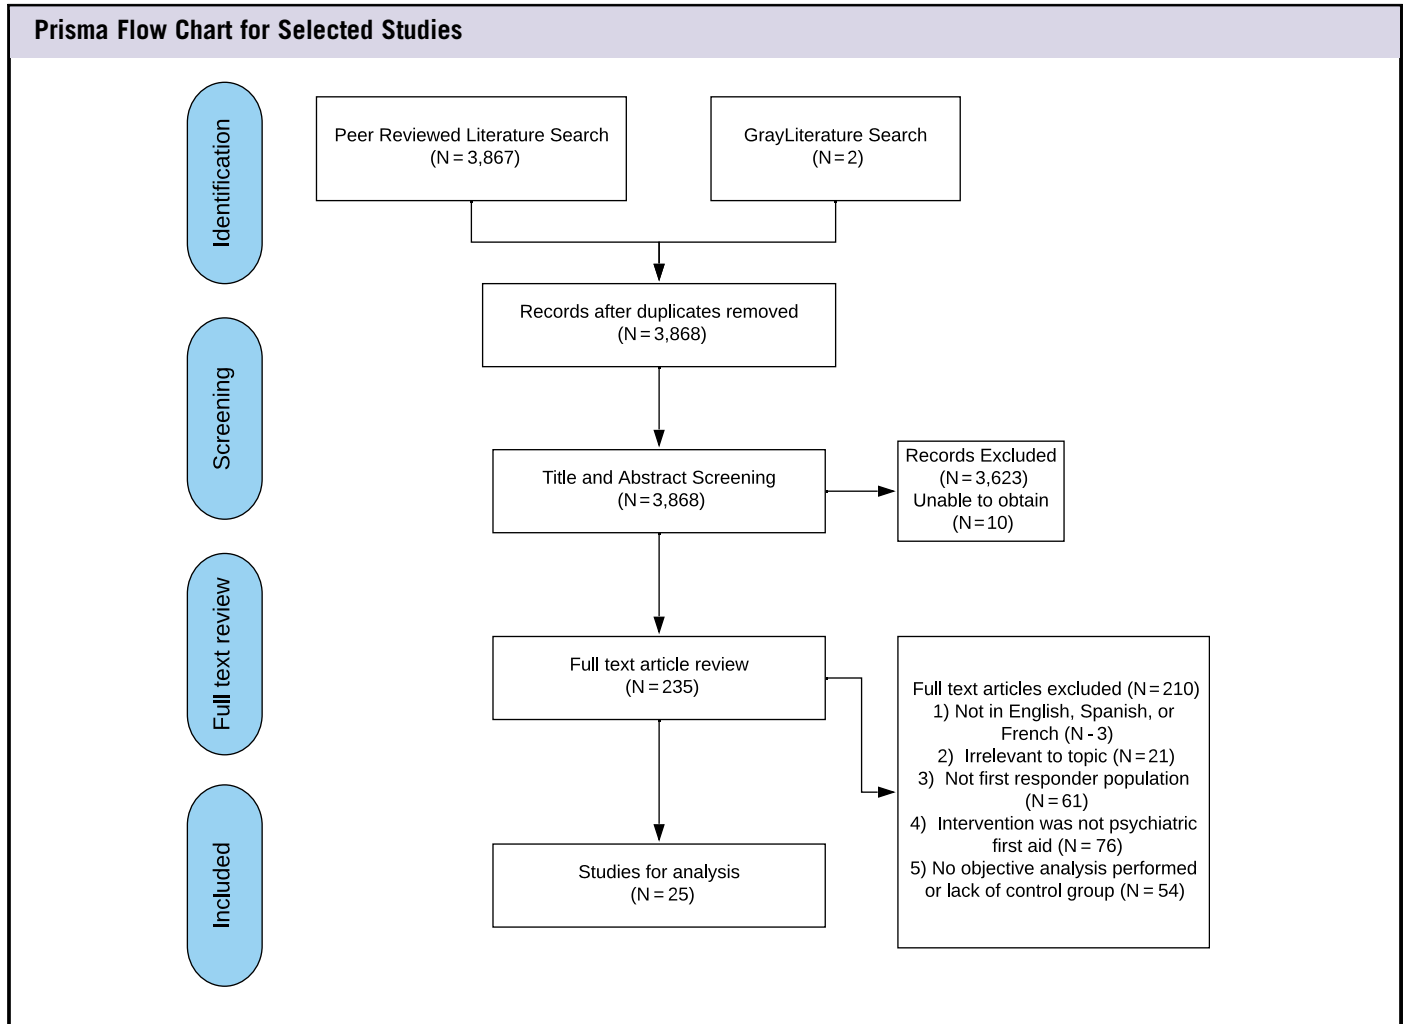 Prisma Flow Chart for Selected Studies
Identification
Peer Reviewed Literature Search
(N = 3,867)
GrayLiterature Search
(N = 2)
Records after duplicates removed
(N = 3,868)
Screening
Title and Abstract Screening
(N = 3,868)
Records Excluded
(N = 3,623)
Unable to obtain
(N = 10)
Full text review
Full text article review
(N = 235)
Full text articles excluded (N = 210)
1) Not in English, Spanish, or
French (N - 3)
2) Irrelevant to topic (N = 21)
3) Not first responder population
(N = 61)
4) Intervention was not psychiatric
first aid (N = 76)
5) No objective analysis performed
or lack of control group (N = 54)
Included
Studies for analysis
(N = 25)